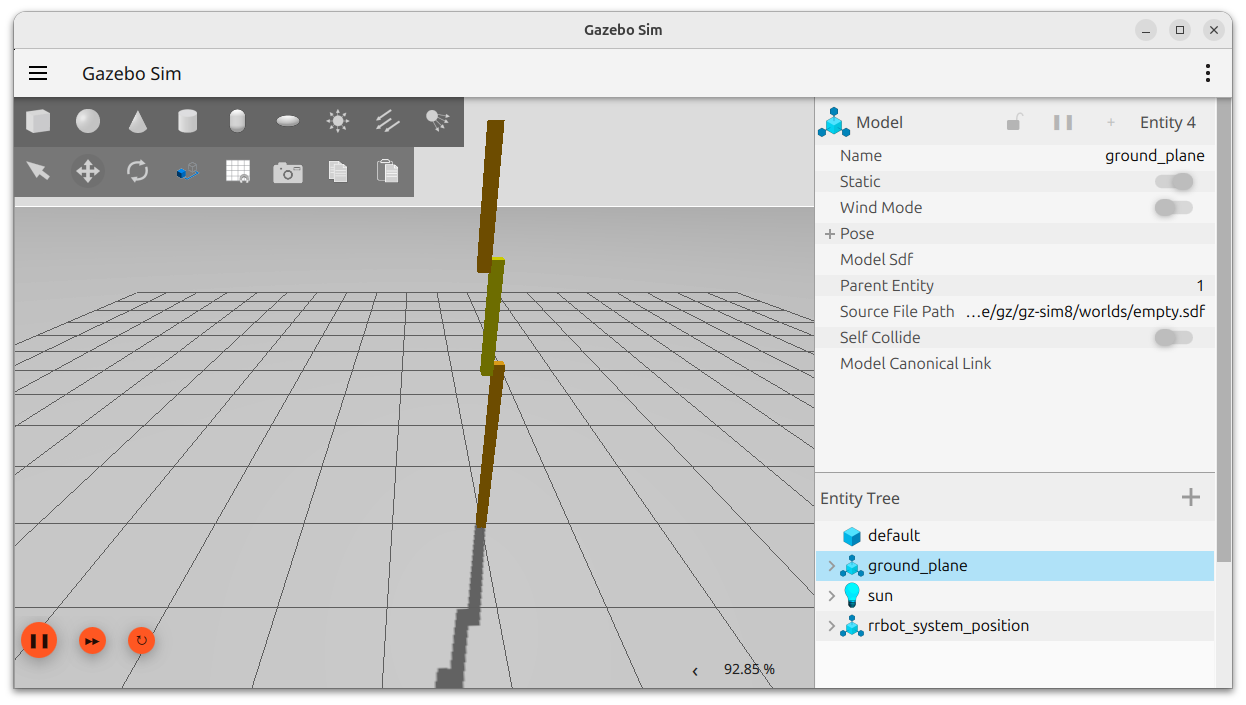 Gazebo Sim
Gazebo Sim
Model
Entity 4
Name
ground_plane
Static
Wind Mode
Pose
Model Sdf
Parent Entity
1
Source File Path
...e/gz/gz-sim8/worlds/empty.sdf
Self Collide
Model Canonical Link
Entity Tree
default
ground_plane
sun
rrbot_system_position
92.85 %